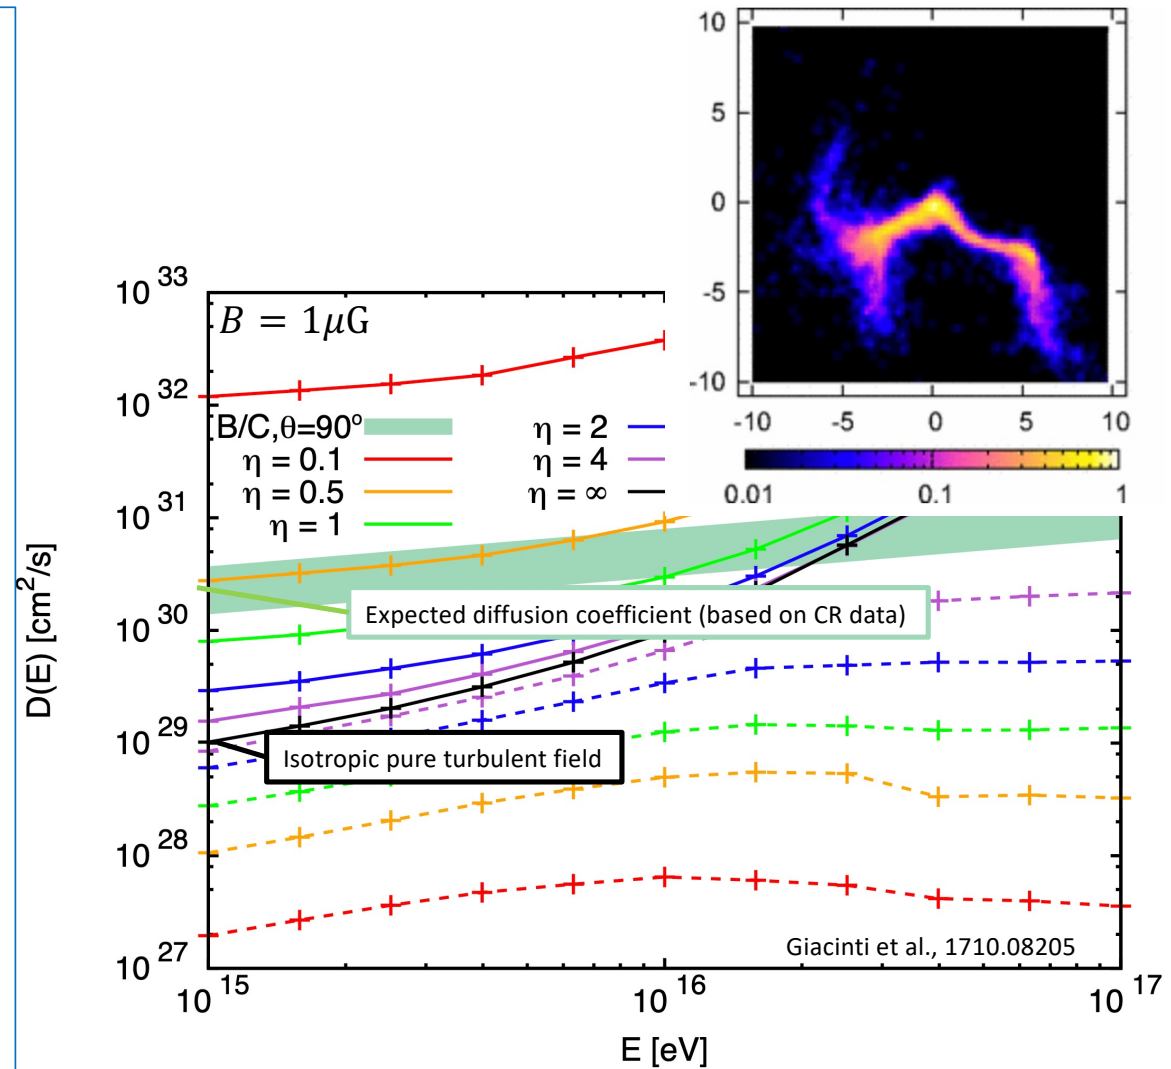 10
5
0
-5
-10
-10 -5 0 5 10
0.01 0.1 1
10 33
10 32
10 31
10 30
10 29
10 28
10 27
D(E) [cm²/s]
B = 1μG
B/C,θ=90°
η = 0.1
η = 0.5
η = 1
η = 2
η = 4
η = ∞
Expected diffusion coefficient (based on CR data)
Isotropic pure turbulent field
Giacinti et al., 1710.08205
10 15 10 16 10 17
E [eV]